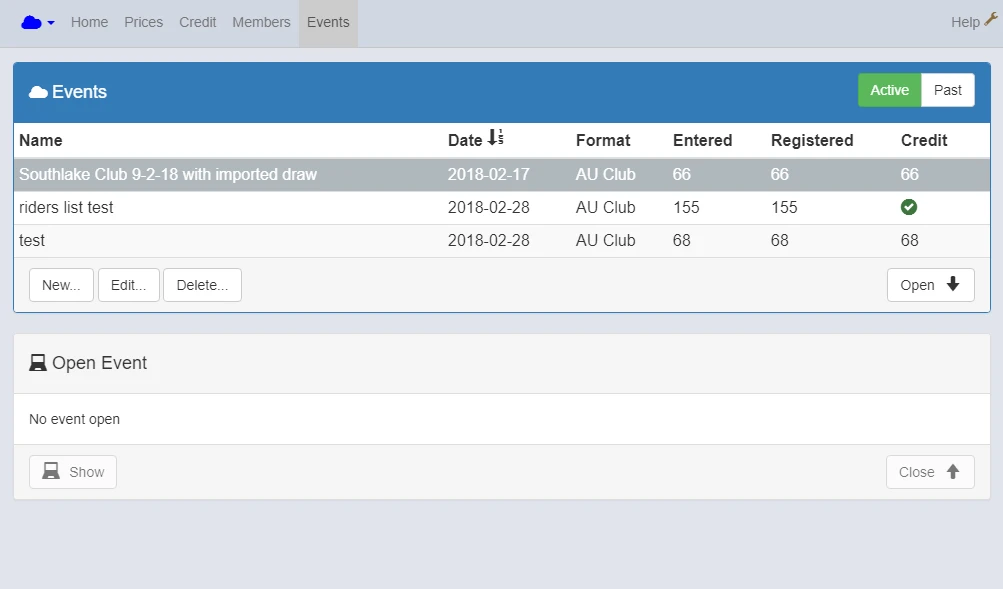 Home Prices Credit Members Events Help
Events Active Past
Name Date Format Entered Registered Credit
Southlake Club 9-2-18 with imported draw 2018-02-17 AU Club 66 66 66
riders list test 2018-02-28 AU Club 155 155
test 2018-02-28 AU Club 68 68 68
New... Edit... Delete... Open
Open Event
No event open
Show Close